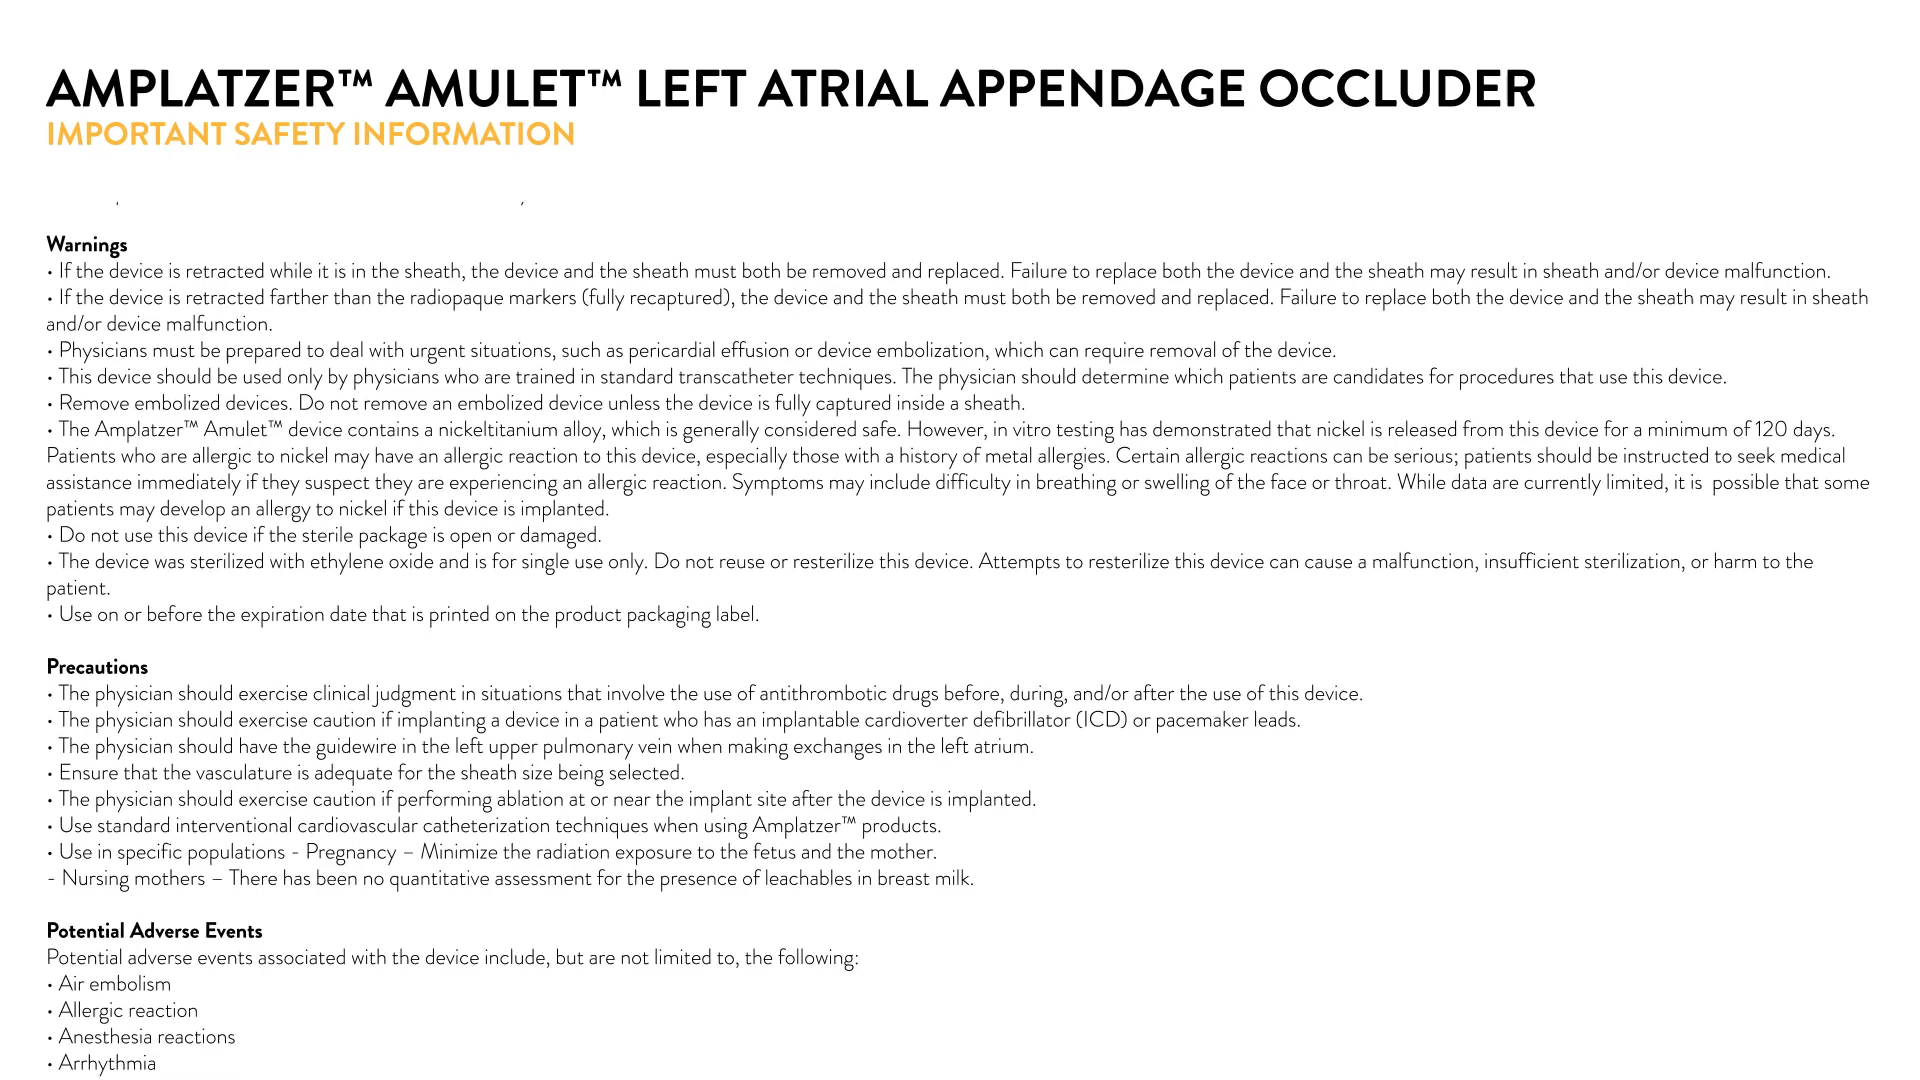 AMPLATZER™ AMULET™ LEFT ATRIAL APPENDAGE OCCLUDER
IMPORTANT SAFETY INFORMATION
Warnings
• If the device is retracted while it is in the sheath, the device and the sheath must both be removed and replaced. Failure to replace both the device and the sheath may result in sheath and/or device malfunction.
• If the device is retracted farther than the radiopaque markers (fully recaptured), the device and the sheath must both be removed and replaced. Failure to replace both the device and the sheath may result in sheath
and/or device malfunction.
• Physicians must be prepared to deal with urgent situations, such as pericardial effusion or device embolization, which can require removal of the device.
• This device should be used only by physicians who are trained in standard transcatheter techniques. The physician should determine which patients are candidates for procedures that use this device.
• Remove embolized devices. Do not remove an embolized device unless the device is fully captured inside a sheath.
• The Amplatzer™ Amulet™ device contains a nickeltitanium alloy, which is generally considered safe. However, in vitro testing has demonstrated that nickel is released from this device for a minimum of 120 days.
Patients who are allergic to nickel may have an allergic reaction to this device, especially those with a history of metal allergies. Certain allergic reactions can be serious; patients should be instructed to seek medical
assistance immediately if they suspect they are experiencing an allergic reaction. Symptoms may include difficulty in breathing or swelling of the face or throat. While data are currently limited, it is possible that some
patients may develop an allergy to nickel if this device is implanted.
• Do not use this device if the sterile package is open or damaged.
• The device was sterilized with ethylene oxide and is for single use only. Do not reuse or resterilize this device. Attempts to resterilize this device can cause a malfunction, insufficient sterilization, or harm to the
patient.
• Use on or before the expiration date that is printed on the product packaging label.
Precautions
• The physician should exercise clinical judgment in situations that involve the use of antithrombotic drugs before, during, and/or after the use of this device.
• The physician should exercise caution if implanting a device in a patient who has an implantable cardioverter defibrillator (ICD) or pacemaker leads.
• The physician should have the guidewire in the left upper pulmonary vein when making exchanges in the left atrium.
• Ensure that the vasculature is adequate for the sheath size being selected.
• The physician should exercise caution if performing ablation at or near the implant site after the device is implanted.
• Use standard interventional cardiovascular catheterization techniques when using Amplatzer™ products.
• Use in specific populations - Pregnancy – Minimize the radiation exposure to the fetus and the mother.
- Nursing mothers – There has been no quantitative assessment for the presence of leachables in breast milk.
Potential Adverse Events
Potential adverse events associated with the device include, but are not limited to, the following:
• Air embolism
• Allergic reaction
• Anesthesia reactions
• Arrhythmia